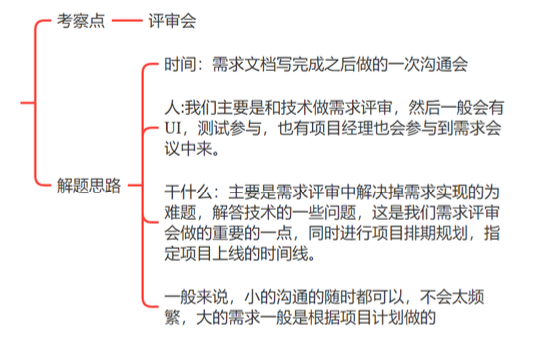 考察点
评审会
解题思路
时间：需求文档写完成之后做的一次沟通会
人:我们主要是和技术做需求评审，然后一般会有
UI，测试参与，也有项目经理也会参与到需求会
议中来。
干什么：主要是需求评审中解决掉需求实现的为
难题，解答技术的一些问题，这是我们需求评审
会做的重要的一点，同时进行项目排期规划，指
定项目上线的时间线。
一般来说，小的沟通的随时都可以，不会太频
繁，大的需求一般是根据项目计划做的